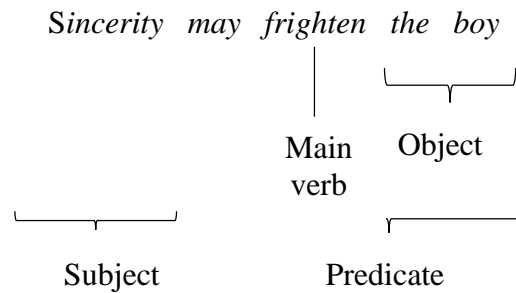 Sincerity may frighten the boy
Main
verb
Object
Subject
Predicate